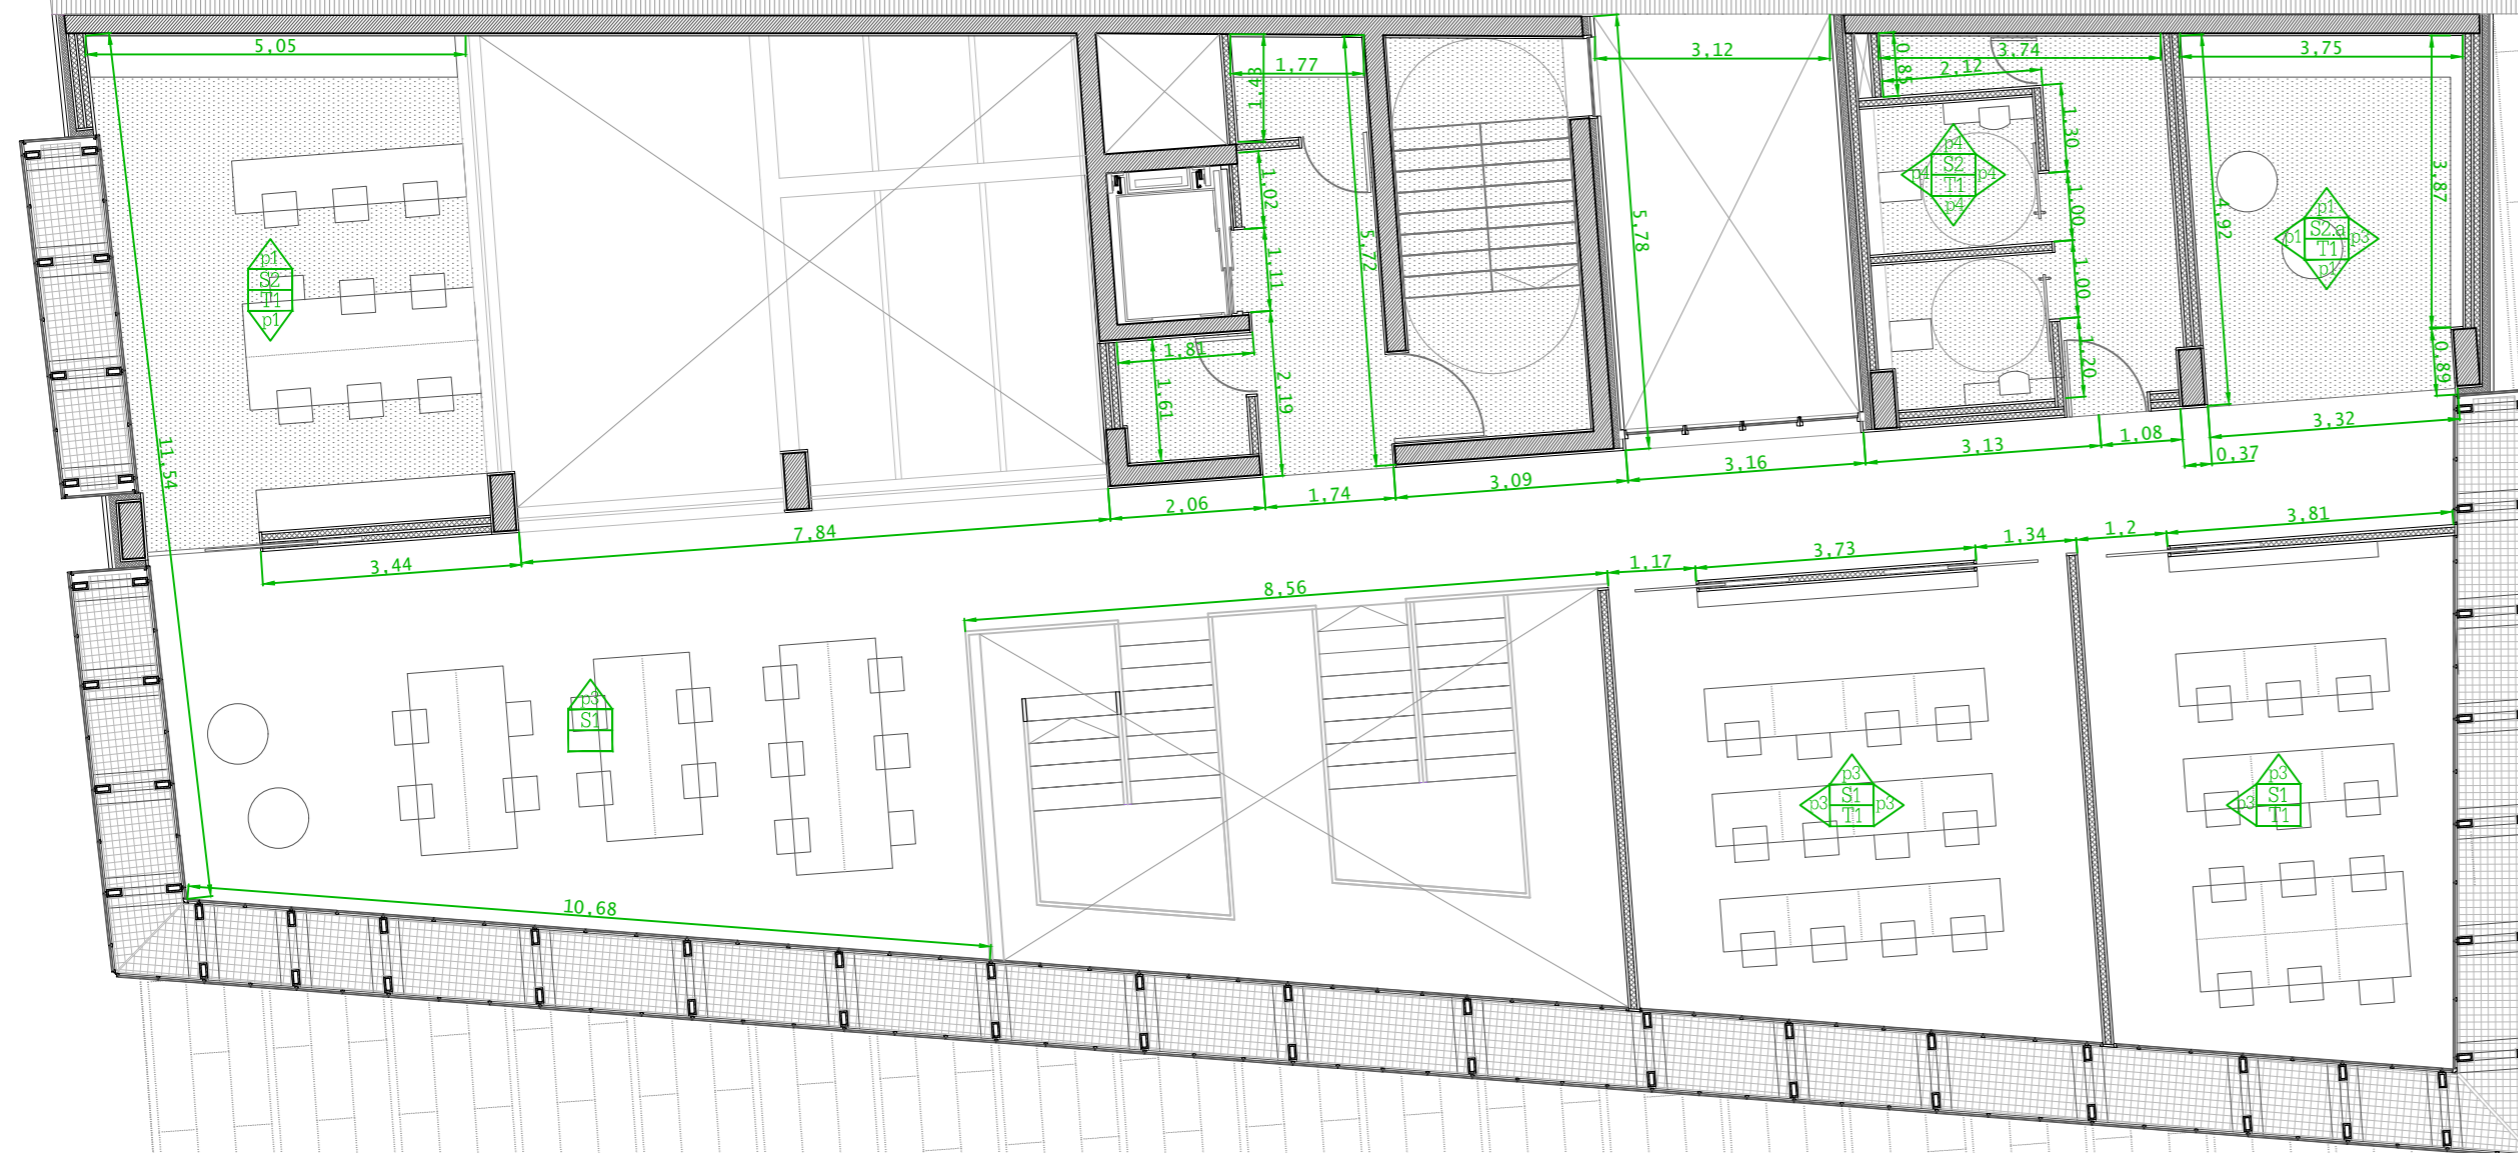 5,05
1,77
1,43
3,12
3,74
0,85
2,12
3,75
1,30
p4
S2
p4
p4
T1
p4
1,02
1,00
3,87
4,92
p1
p1
S2.a
p3
T1
p1
5,72
5,78
p1
S2
T1
p1
1,11
1,00
1,81
1,61
2,19
1,20
0,89
11,54
3,32
1,08
3,13
0,37
3,16
3,09
1,74
2,06
7,84
3,44
3,81
1,2
1,34
3,73
1,17
8,56
p3
S1
p3
p3
S1
p3
T1
p3
p3
S1
T1
10,68